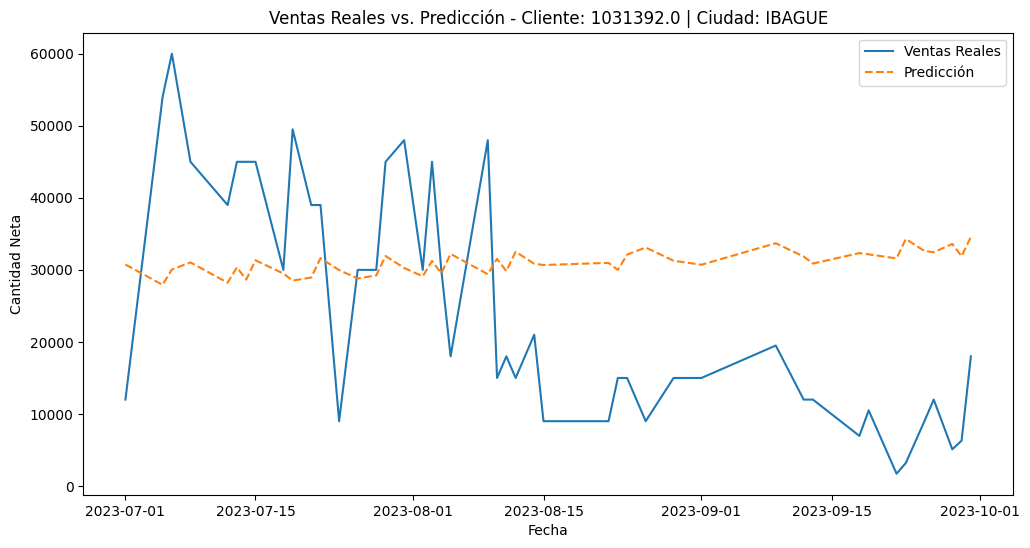 Ventas Reales vs. Predicción - Cliente: 1031392.0 | Ciudad: IBAGUE
Ventas Reales
Predicción
60000
50000
40000
30000
20000
10000
0
Cantidad Neta
2023-07-01
2023-07-15
2023-08-01
2023-08-15
2023-09-01
2023-09-15
2023-10-01
Fecha